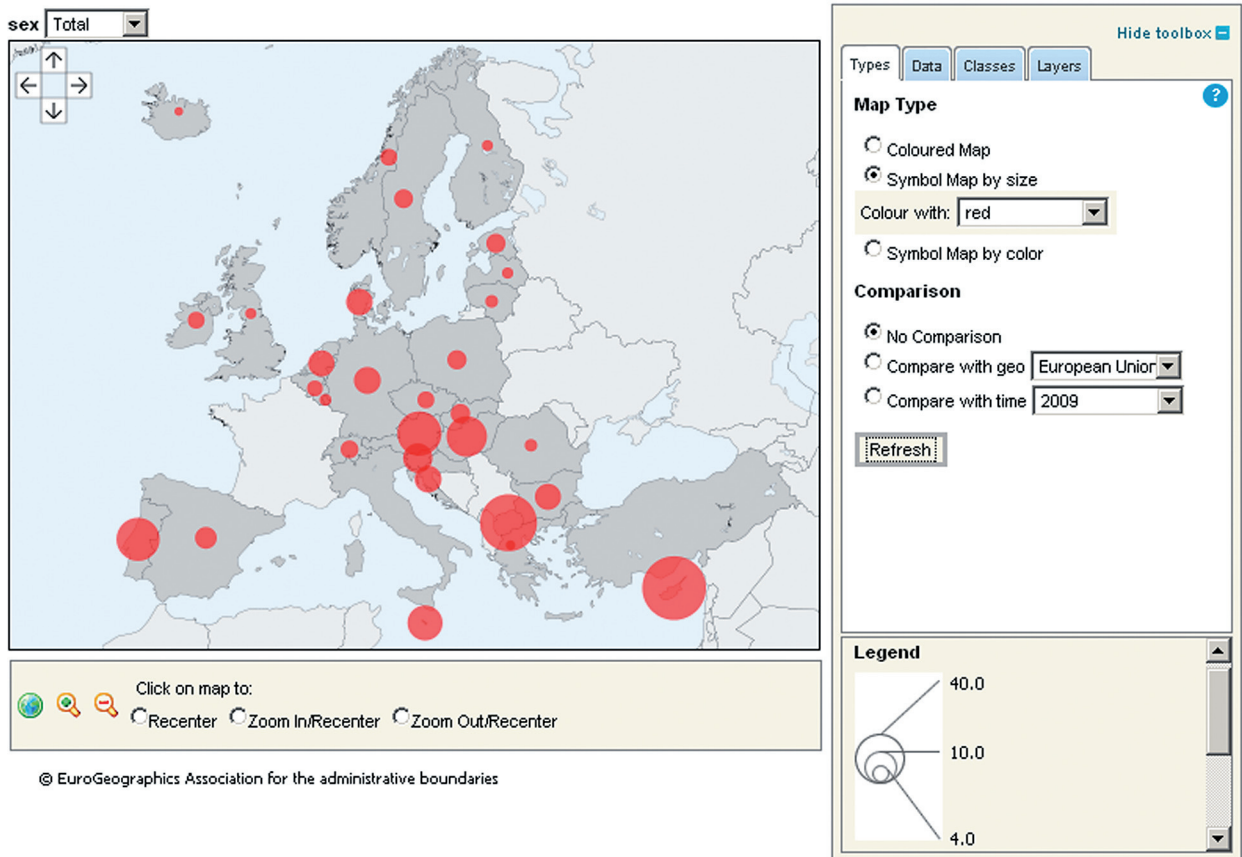 sex Total
Hide toolbox
Types Data Classes Layers
Map Type
?
Coloured Map
Symbol Map by size
Colour with: red
Symbol Map by color
Comparison
No Comparison
Compare with geo European Union
Compare with time 2009
Refresh
Legend
40.0
10.0
4.0
Click on map to:
Recenter Zoom In/Recenter Zoom Out/Recenter
© EuroGeographics Association for the administrative boundaries